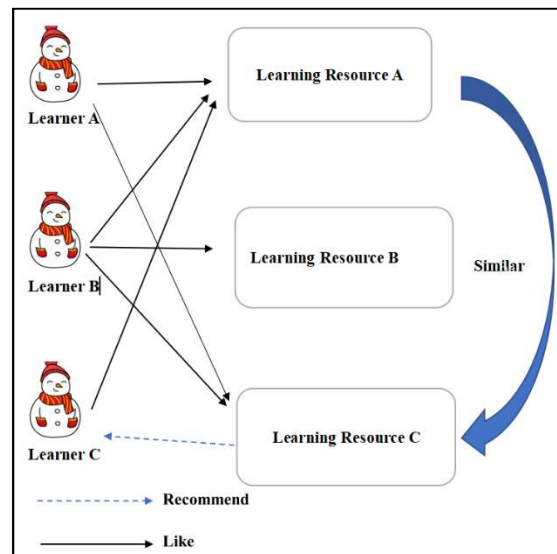 Learning Resource A
Learner A
Learning Resource B
Similar
Learner B
Learning Resource C
Learner C
Recommend
Like